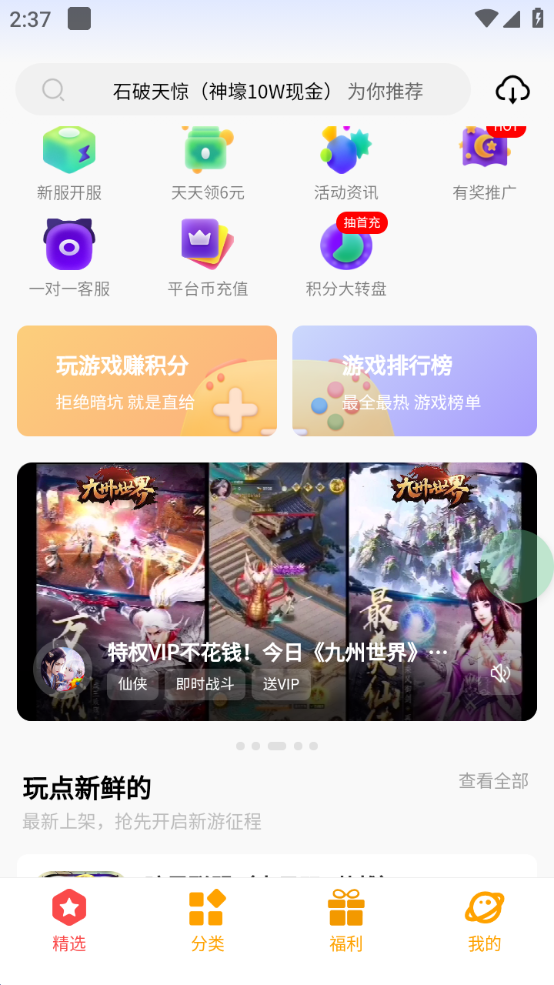 2:37
石破天惊（神壕10W现金） 为你推荐
HOT
新服开服 天天领6元 活动资讯 有奖推广
抽首充
一对一客服 平台币充值 积分大转盘
玩游戏赚积分 游戏排行榜
拒绝暗坑 就是直给 最全最热 游戏榜单
九州世界 九州世界
特权VIP不花钱！今日《九州世界》···
仙侠 即时战斗 送VIP
玩点新鲜的 查看全部
最新上架，抢先开启新游征程
精选 分类 福利 我的